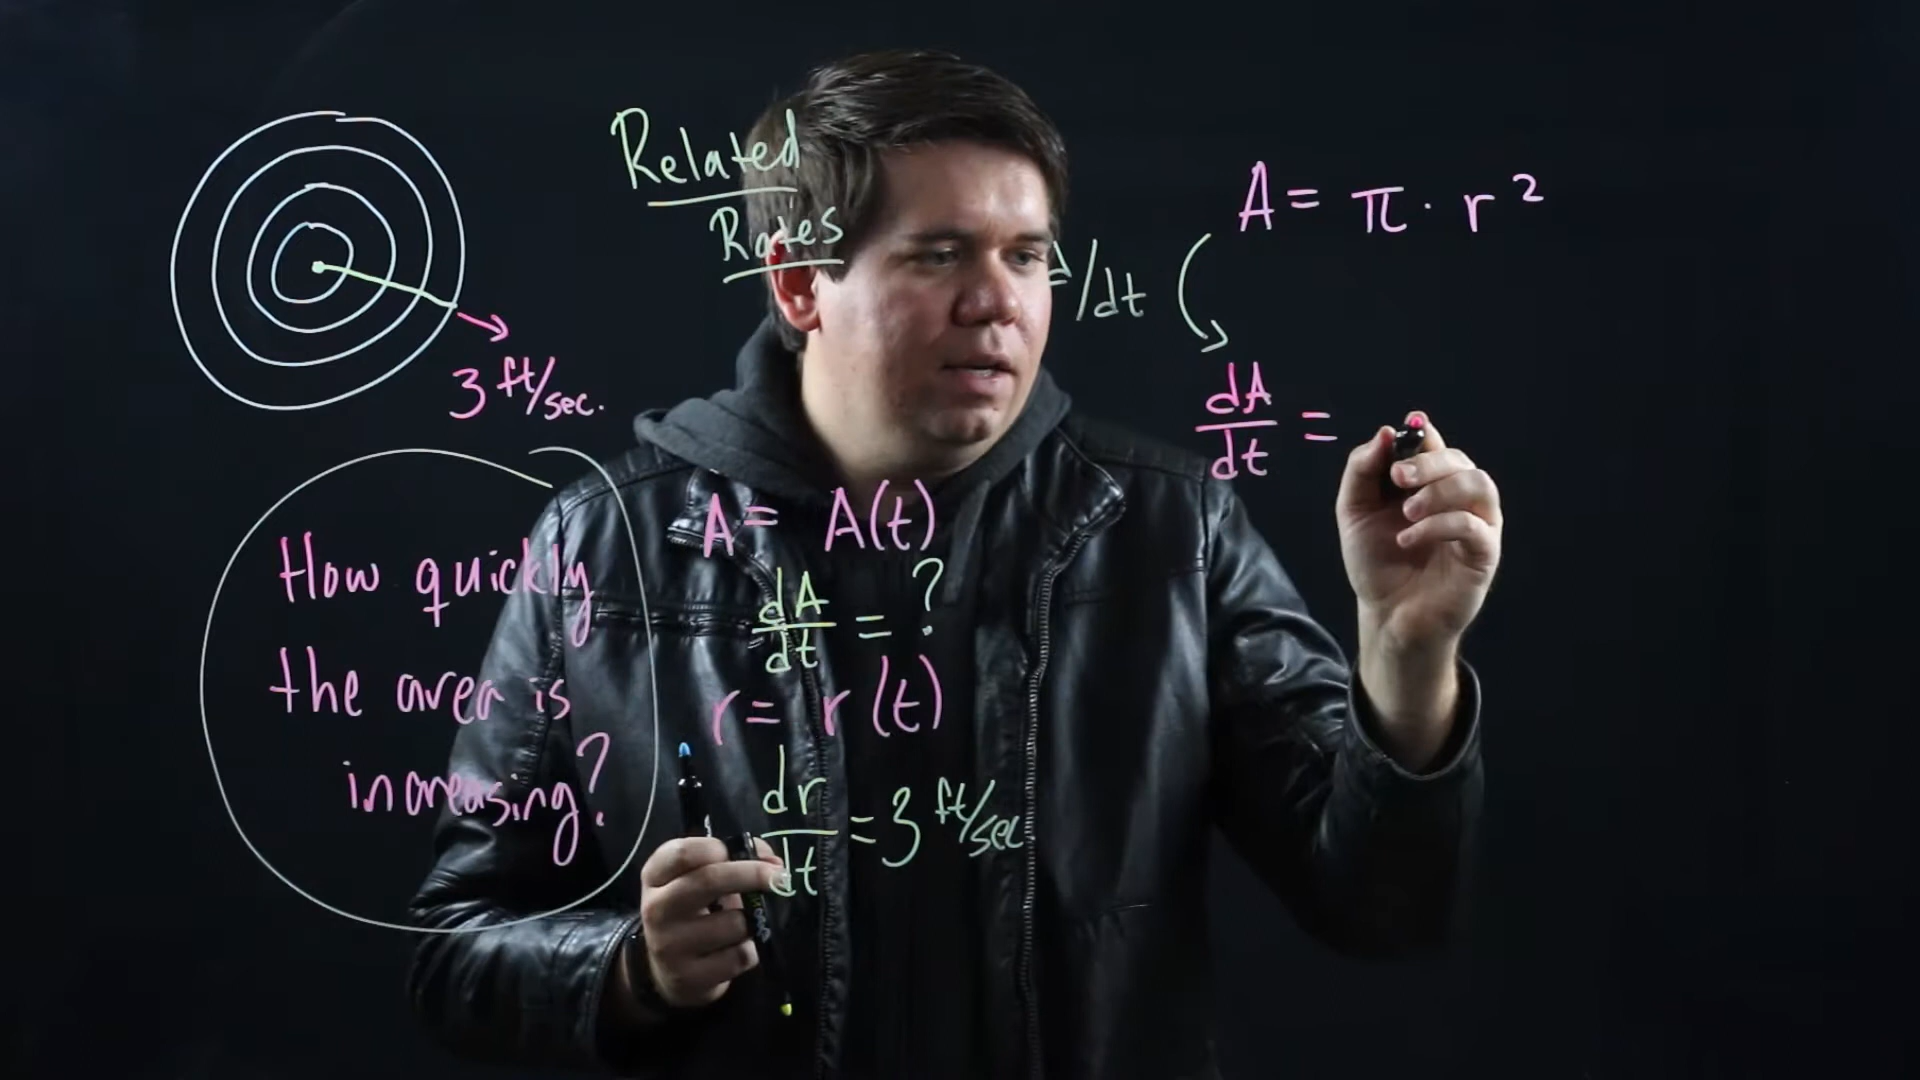 Related
Rates
3 ft/sec.
How quickly
the area is
increasing?
A = A(t)
dA/dt = ?
r = r(t)
dr/dt = 3 ft/sec
A = π · r²
d/dt
dA/dt =